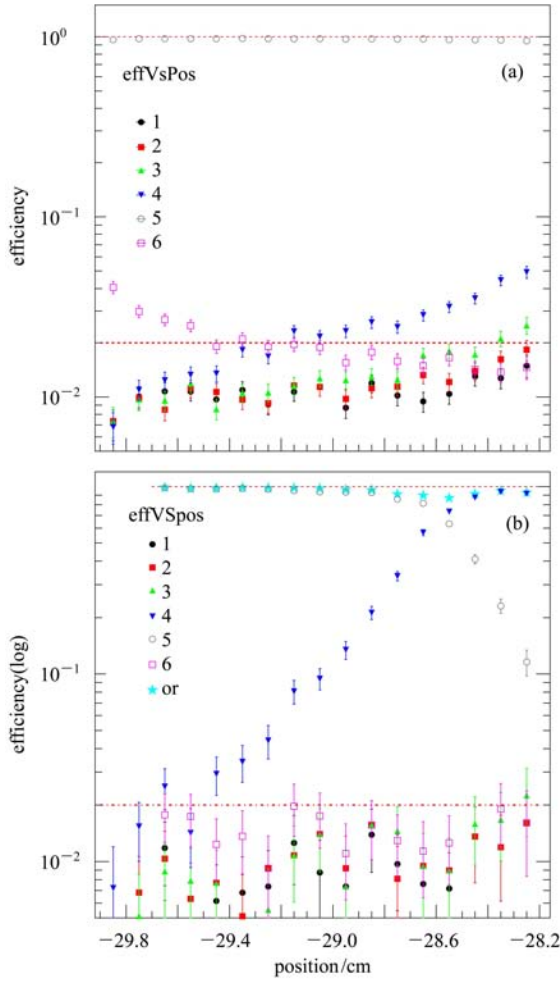 10⁰
effVsPos
(a)
1
2
3
4
5
6
efficiency
10⁻¹
10⁻²
effVSpos
(b)
1
2
3
4
5
6
or
efficiency(log)
10⁻¹
10⁻²
−29.8 −29.4 −29.0 −28.6 −28.2
position/cm